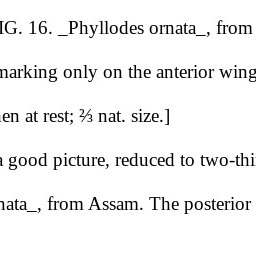 IG. 16. _Phyllodes ornata_, from
marking only on the anterior wing
en at rest; ⅔ nat. size.]
a good picture, reduced to two-thi
nata_, from Assam. The posterior